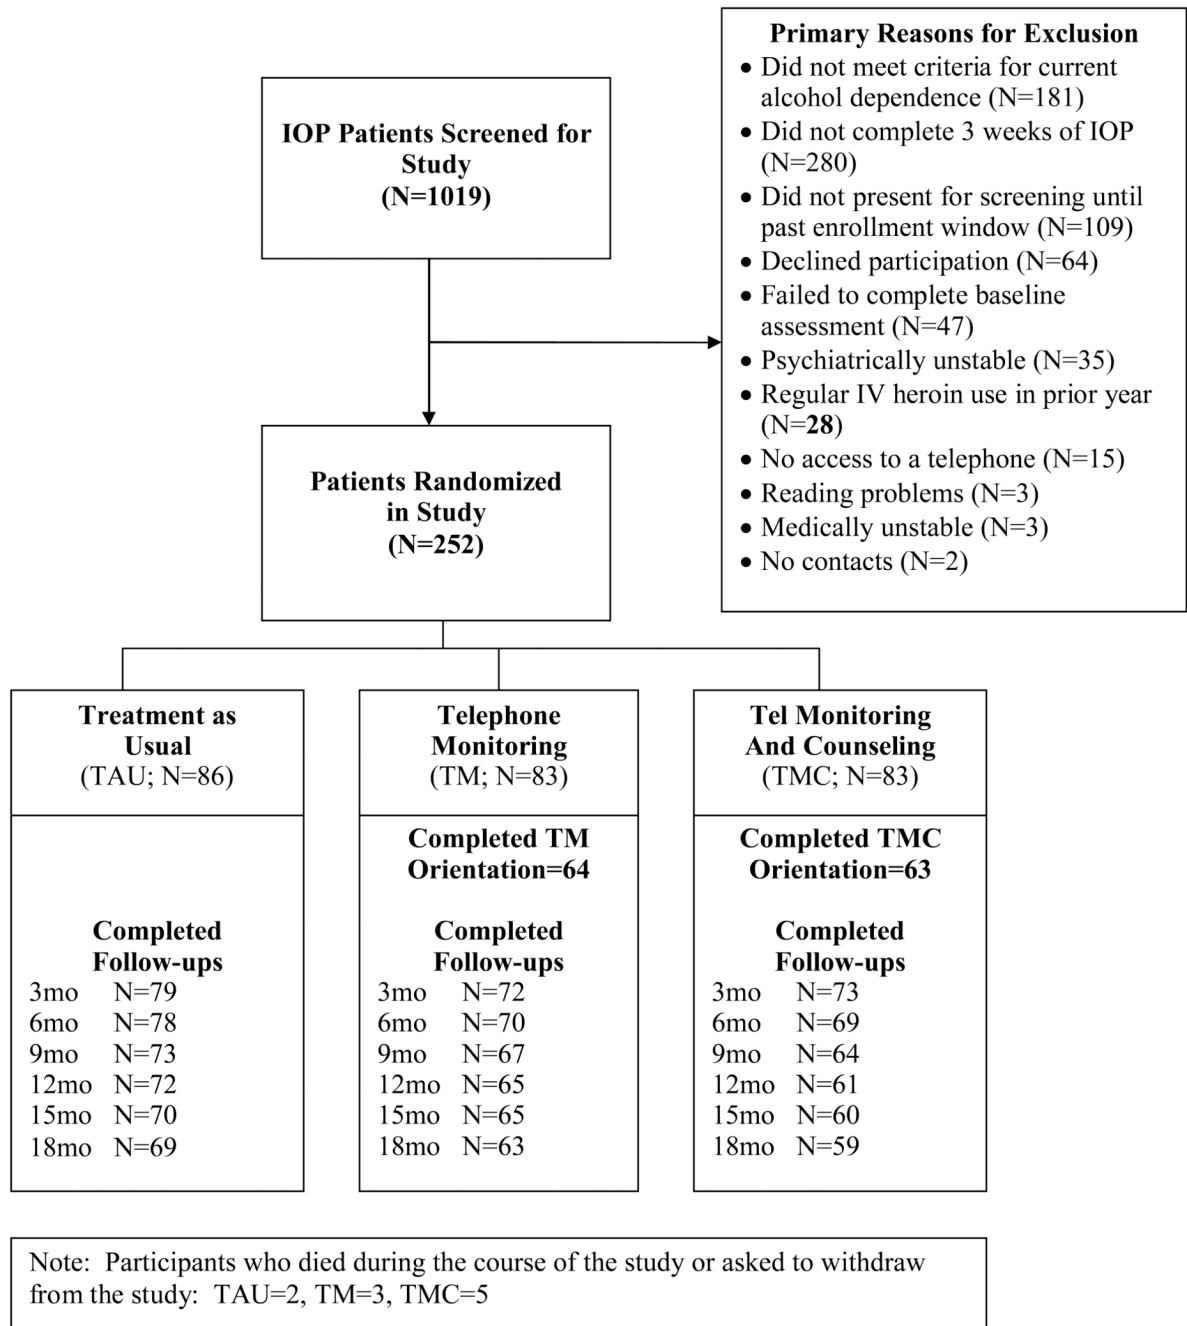 IOP Patients Screened for
Study
(N=1019)
Primary Reasons for Exclusion
• Did not meet criteria for current
alcohol dependence (N=181)
• Did not complete 3 weeks of IOP
(N=280)
• Did not present for screening until
past enrollment window (N=109)
• Declined participation (N=64)
• Failed to complete baseline
assessment (N=47)
• Psychiatrically unstable (N=35)
• Regular IV heroin use in prior year
(N=28)
• No access to a telephone (N=15)
• Reading problems (N=3)
• Medically unstable (N=3)
• No contacts (N=2)
Patients Randomized
in Study
(N=252)
Treatment as
Usual
(TAU; N=86)
Completed
Follow-ups
3mo N=79
6mo N=78
9mo N=73
12mo N=72
15mo N=70
18mo N=69
Telephone
Monitoring
(TM; N=83)
Completed TM
Orientation=64
Completed
Follow-ups
3mo N=72
6mo N=70
9mo N=67
12mo N=65
15mo N=65
18mo N=63
Tel Monitoring
And Counseling
(TMC; N=83)
Completed TMC
Orientation=63
Completed
Follow-ups
3mo N=73
6mo N=69
9mo N=64
12mo N=61
15mo N=60
18mo N=59
Note: Participants who died during the course of the study or asked to withdraw
from the study: TAU=2, TM=3, TMC=5